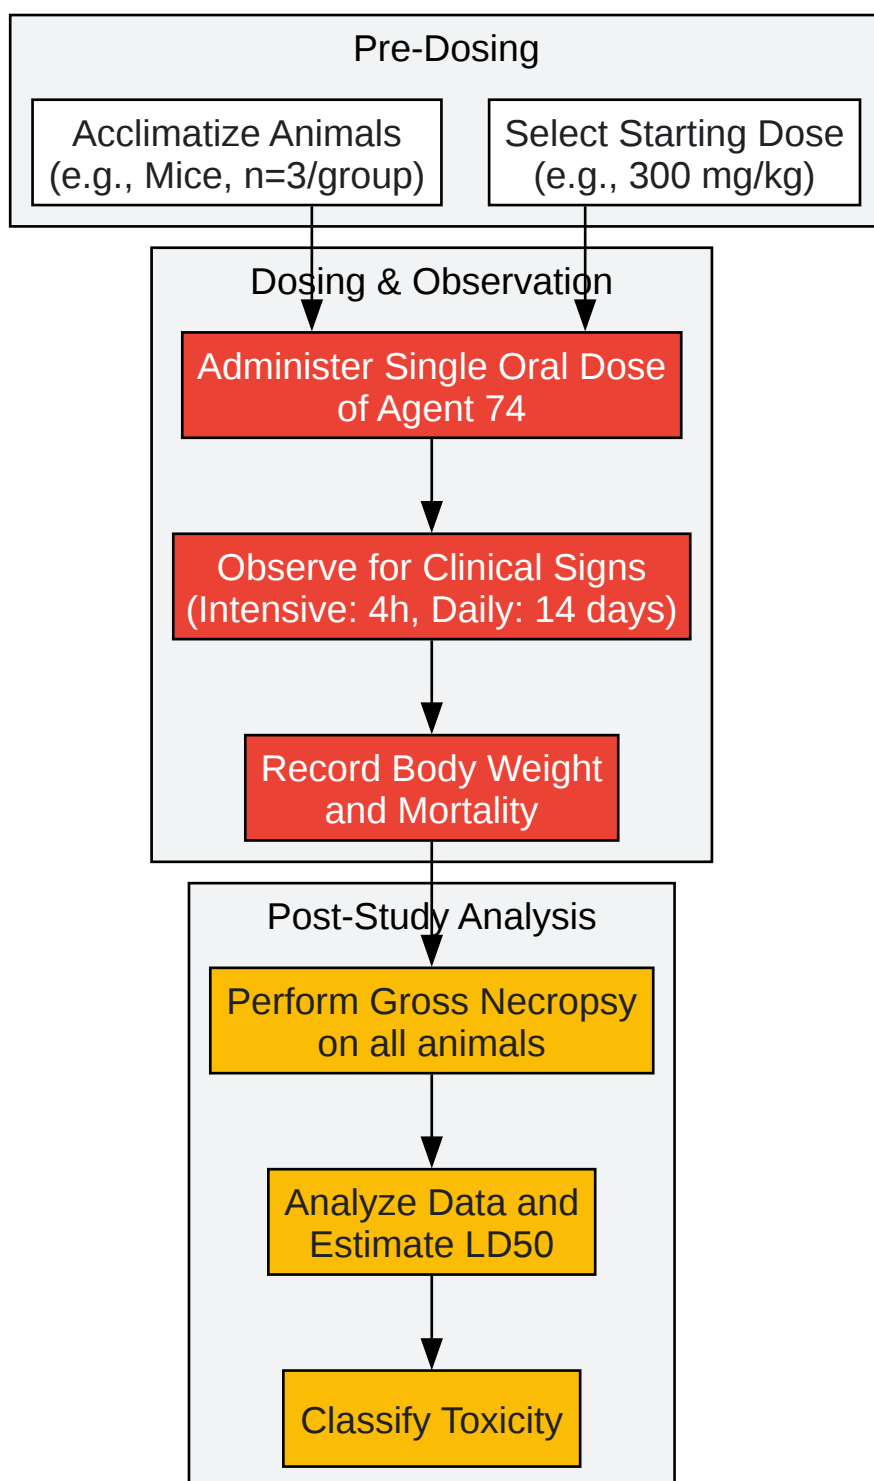 Pre-Dosing
Acclimatize Animals
(e.g., Mice, n=3/group)
Select Starting Dose
(e.g., 300 mg/kg)
Dosing & Observation
Administer Single Oral Dose
of Agent 74
Observe for Clinical Signs
(Intensive: 4h, Daily: 14 days)
Record Body Weight
and Mortality
Post-Study Analysis
Perform Gross Necropsy
on all animals
Analyze Data and
Estimate LD50
Classify Toxicity